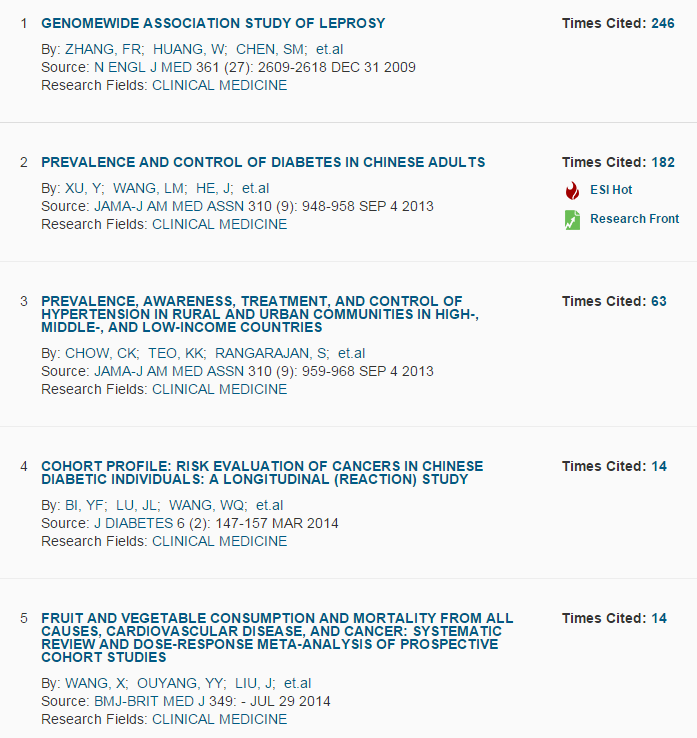 1 GENOMEWIDE ASSOCIATION STUDY OF LEPROSY Times Cited: 246
By: ZHANG, FR; HUANG, W; CHEN, SM; et.al
Source: N ENGL J MED 361 (27): 2609-2618 DEC 31 2009
Research Fields: CLINICAL MEDICINE
2 PREVALENCE AND CONTROL OF DIABETES IN CHINESE ADULTS Times Cited: 182
By: XU, Y; WANG, LM; HE, J; et.al ESI Hot
Source: JAMA-J AM MED ASSN 310 (9): 948-958 SEP 4 2013
Research Fields: CLINICAL MEDICINE Research Front
3 PREVALENCE, AWARENESS, TREATMENT, AND CONTROL OF Times Cited: 63
HYPERTENSION IN RURAL AND URBAN COMMUNITIES IN HIGH-,
MIDDLE-, AND LOW-INCOME COUNTRIES
By: CHOW, CK; TEO, KK; RANGARAJAN, S; et.al
Source: JAMA-J AM MED ASSN 310 (9): 959-968 SEP 4 2013
Research Fields: CLINICAL MEDICINE
4 COHORT PROFILE: RISK EVALUATION OF CANCERS IN CHINESE Times Cited: 14
DIABETIC INDIVIDUALS: A LONGITUDINAL (REACTION) STUDY
By: BI, YF; LU, JL; WANG, WQ; et.al
Source: J DIABETES 6 (2): 147-157 MAR 2014
Research Fields: CLINICAL MEDICINE
5 FRUIT AND VEGETABLE CONSUMPTION AND MORTALITY FROM ALL Times Cited: 14
CAUSES, CARDIOVASCULAR DISEASE, AND CANCER: SYSTEMATIC
REVIEW AND DOSE-RESPONSE META-ANALYSIS OF PROSPECTIVE
COHORT STUDIES
By: WANG, X; OUYANG, YY; LIU, J; et.al
Source: BMJ-BRIT MED J 349: - JUL 29 2014
Research Fields: CLINICAL MEDICINE